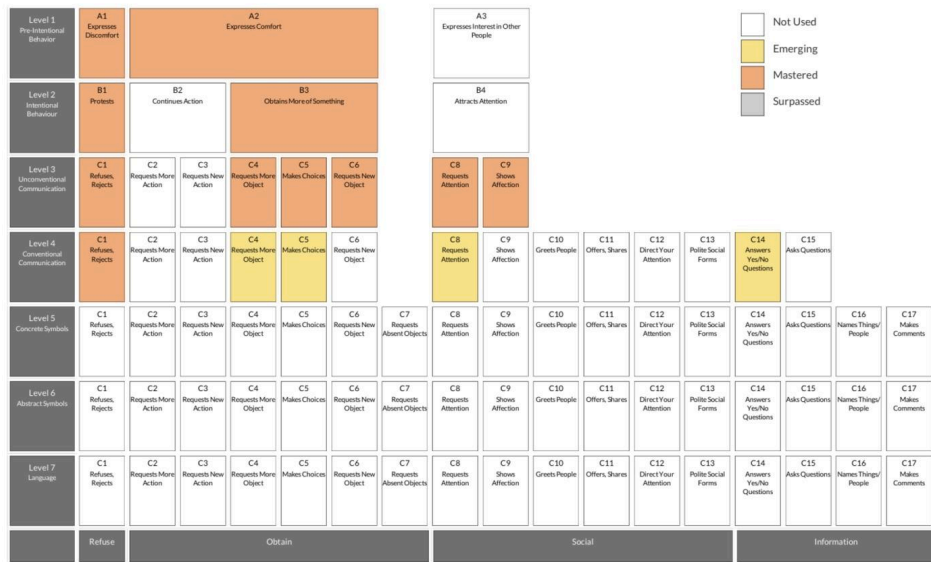 Level 1
Pre-Intentional
Behavior
A1
Expresses
Discomfort
A2
Expresses Comfort
A3
Expresses Interest in Other
People
Not Used
Emerging
Mastered
Surpassed
Level 2
Intentional
Behaviour
B1
Protests
B2
Continues Action
B3
Obtains More of Something
B4
Attracts Attention
Level 3
Unconventional
Communication
C1
Refuses,
Rejects
C2
Requests More
Action
C3
Requests New
Action
C4
Requests More
Object
C5
Makes Choices
C6
Requests New
Object
C8
Requests
Attention
C9
Shows
Affection
Level 4
Conventional
Communication
C1
Refuses,
Rejects
C2
Requests More
Action
C3
Requests New
Action
C4
Requests More
Object
C5
Makes Choices
C6
Requests New
Object
C8
Requests
Attention
C9
Shows
Affection
C10
Greets People
C11
Offers, Shares
C12
Direct Your
Attention
C13
Polite Social
Forms
C14
Answers
Yes/No
Questions
C15
Asks Questions
Level 5
Concrete Symbols
C1
Refuses,
Rejects
C2
Requests More
Action
C3
Requests New
Action
C4
Requests More
Object
C5
Makes Choices
C6
Requests New
Object
C7
Requests
Absent Objects
C8
Requests
Attention
C9
Shows
Affection
C10
Greets People
C11
Offers, Shares
C12
Direct Your
Attention
C13
Polite Social
Forms
C14
Answers
Yes/No
Questions
C15
Asks Questions
C16
Names Things/
People
C17
Makes
Comments
Level 6
Abstract Symbols
C1
Refuses,
Rejects
C2
Requests More
Action
C3
Requests New
Action
C4
Requests More
Object
C5
Makes Choices
C6
Requests New
Object
C7
Requests
Absent Objects
C8
Requests
Attention
C9
Shows
Affection
C10
Greets People
C11
Offers, Shares
C12
Direct Your
Attention
C13
Polite Social
Forms
C14
Answers
Yes/No
Questions
C15
Asks Questions
C16
Names Things/
People
C17
Makes
Comments
Level 7
Language
C1
Refuses,
Rejects
C2
Requests More
Action
C3
Requests New
Action
C4
Requests More
Object
C5
Makes Choices
C6
Requests New
Object
C7
Requests
Absent Objects
C8
Requests
Attention
C9
Shows
Affection
C10
Greets People
C11
Offers, Shares
C12
Direct Your
Attention
C13
Polite Social
Forms
C14
Answers
Yes/No
Questions
C15
Asks Questions
C16
Names Things/
People
C17
Makes
Comments
Refuse
Obtain
Social
Information